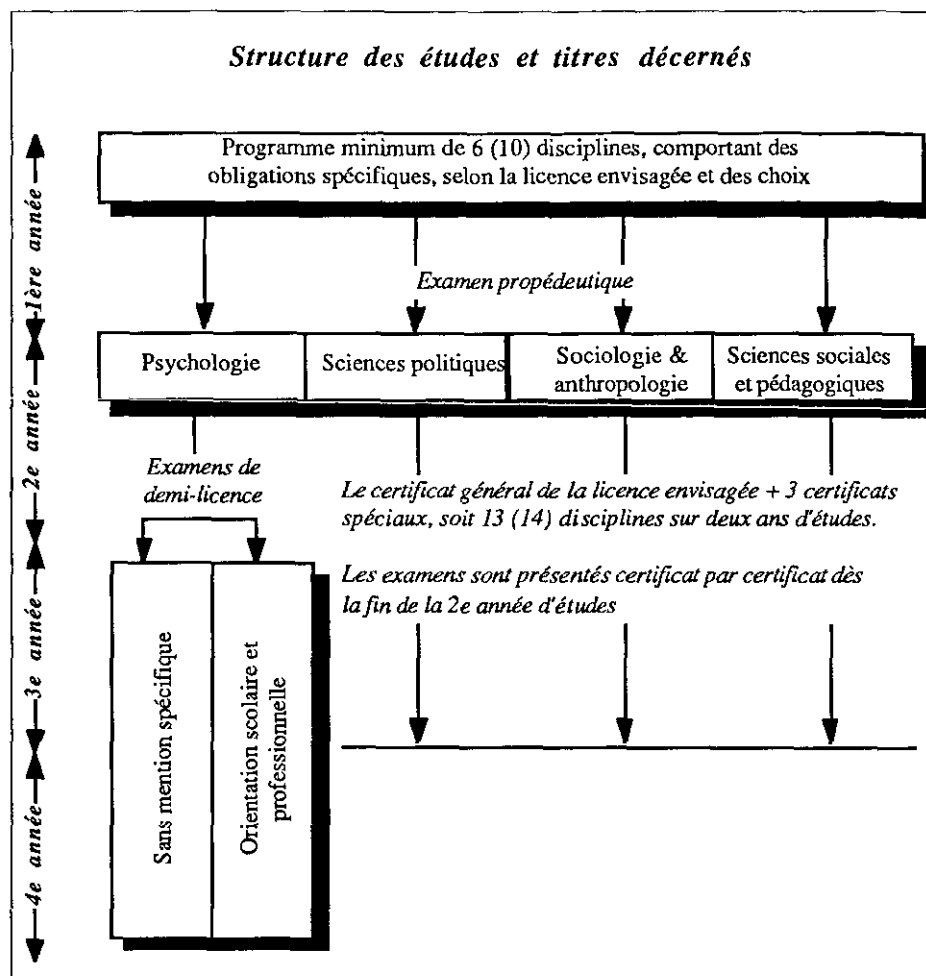 Structure des études et titres décernés
1ère année
Programme minimum de 6 (10) disciplines, comportant des
obligations spécifiques, selon la licence envisagée et des choix
Examen propédeutique
2e année
Psychologie
Sciences politiques
Sociologie &
anthropologie
Sciences sociales
et pédagogiques
Examens de
demi-licence
Le certificat général de la licence envisagée + 3 certificats
spéciaux, soit 13 (14) disciplines sur deux ans d'études.
3e année
Les examens sont présentés certificat par certificat dès
la fin de la 2e année d'études
Sans mention spécifique
Orientation scolaire et
professionnelle
4e année